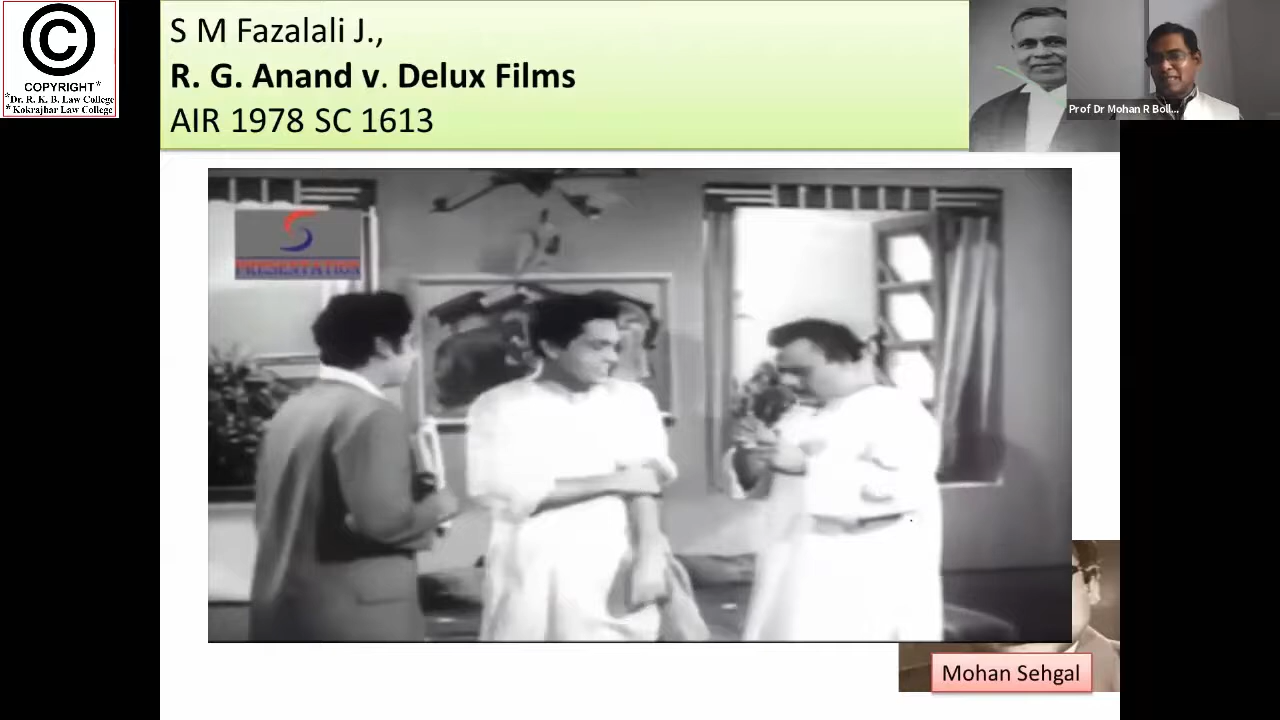 C
COPYRIGHT*
*Dr. R. K. B. Law College
*Kokrajhar Law College
S M Fazalali J.,
R. G. Anand v. Delux Films
AIR 1978 SC 1613
Prof Dr Mohan R Boll...
PRESENTATION
Mohan Sehgal